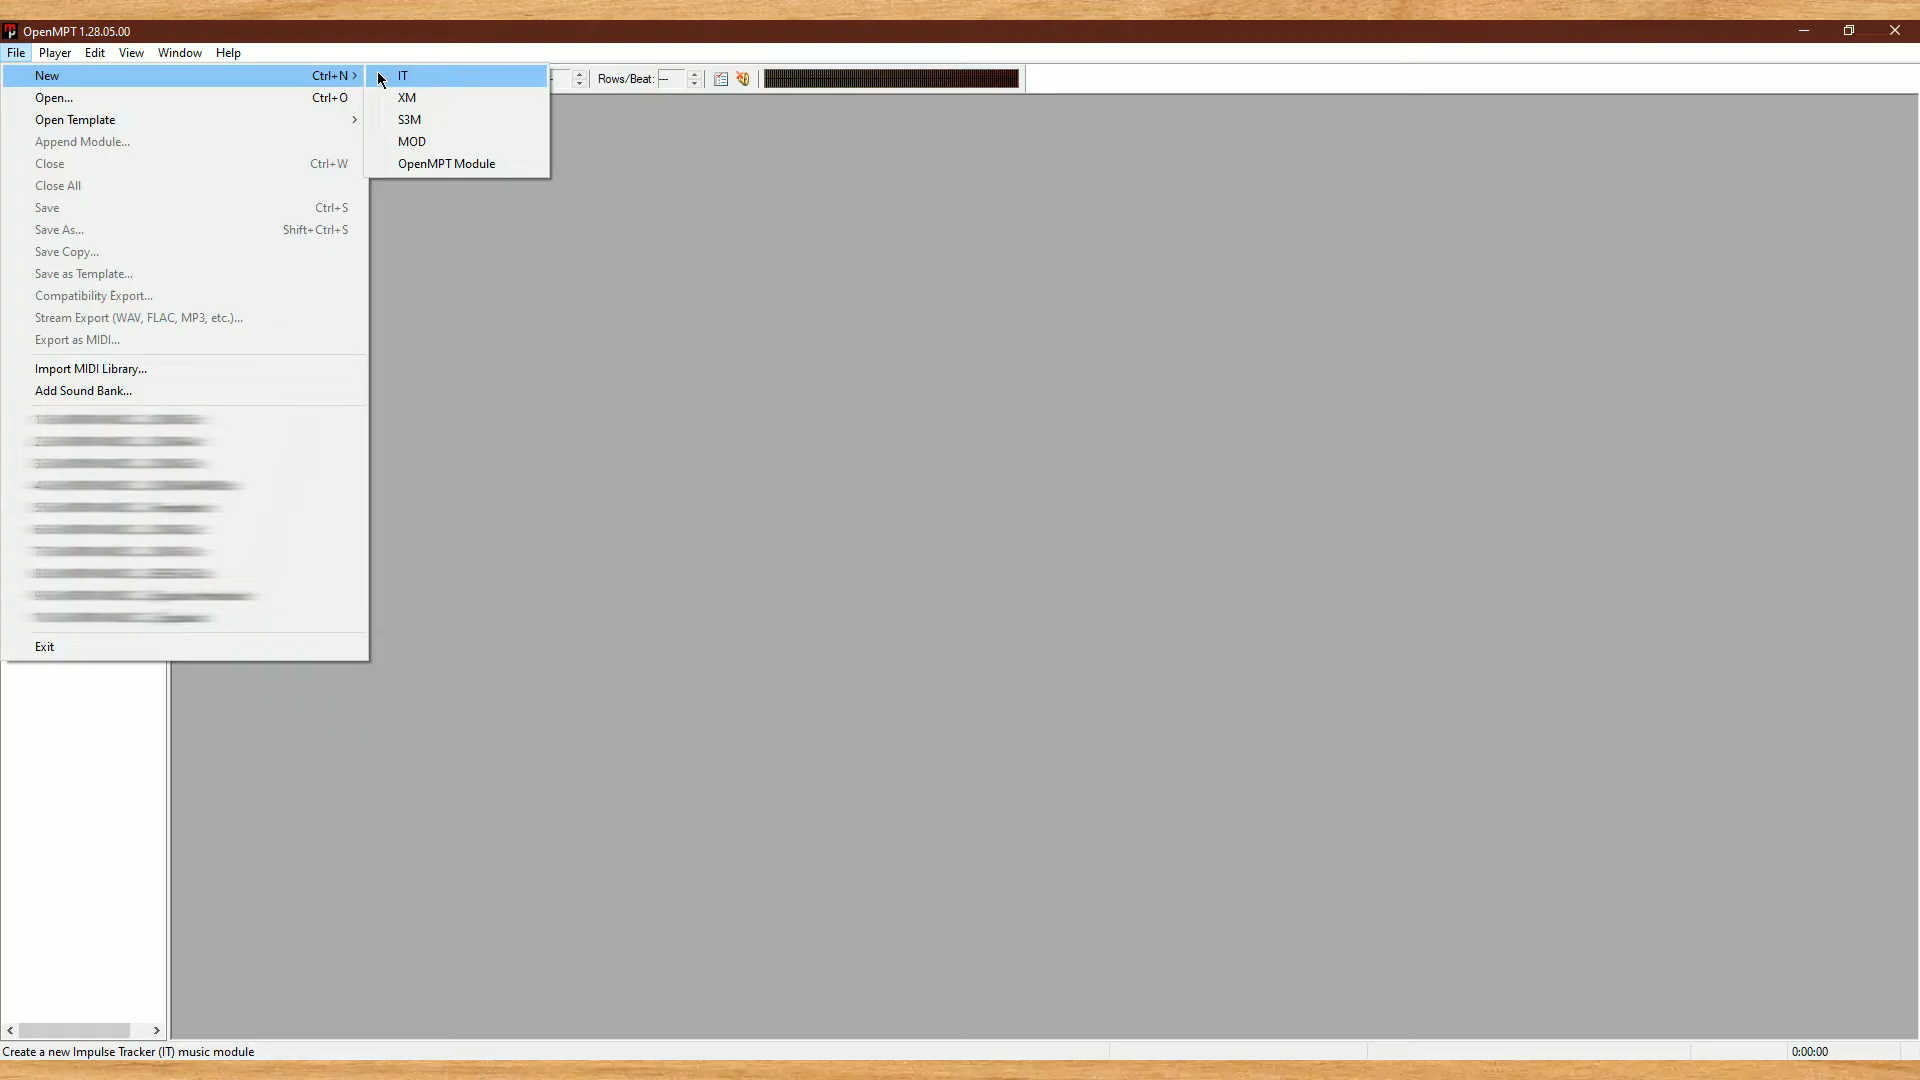 OpenMPT 1.28.05.00
File Player Edit View Window Help
New Ctrl+N
IT
Rows/Beat: ---
Open... Ctrl+O
XM
Open Template
S3M
Append Module...
MOD
Close Ctrl+W
OpenMPT Module
Close All
Save Ctrl+S
Save As... Shift+Ctrl+S
Save Copy...
Save as Template...
Compatibility Export...
Stream Export (WAV, FLAC, MP3, etc.)...
Export as MIDI...
Import MIDI Library...
Add Sound Bank...
Exit
Create a new Impulse Tracker (IT) music module
0:00:00